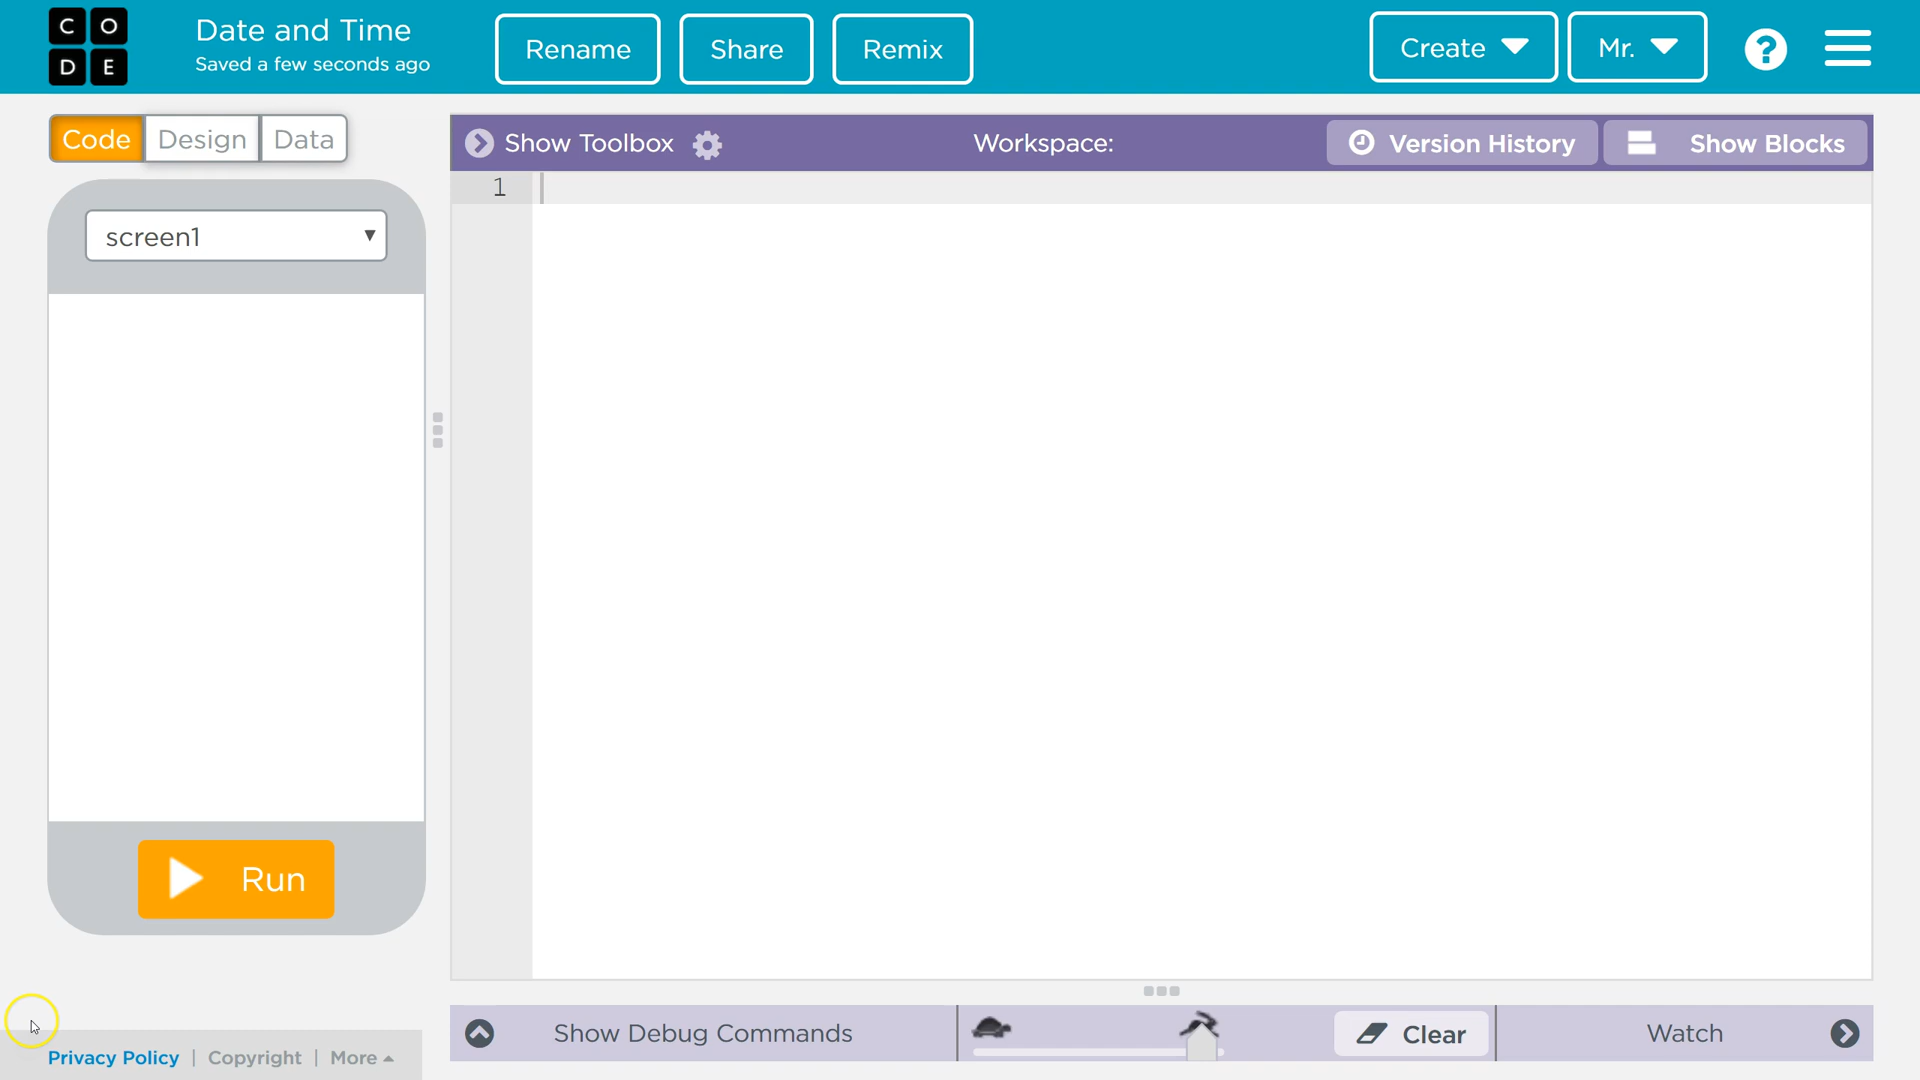 C O
D E
Date and Time
Saved a few seconds ago
Rename
Share
Remix
Create
Mr.
?
Code
Design
Data
Show Toolbox
Workspace:
Version History
Show Blocks
1
screen1
Run
Show Debug Commands
Clear
Watch
Privacy Policy | Copyright | More